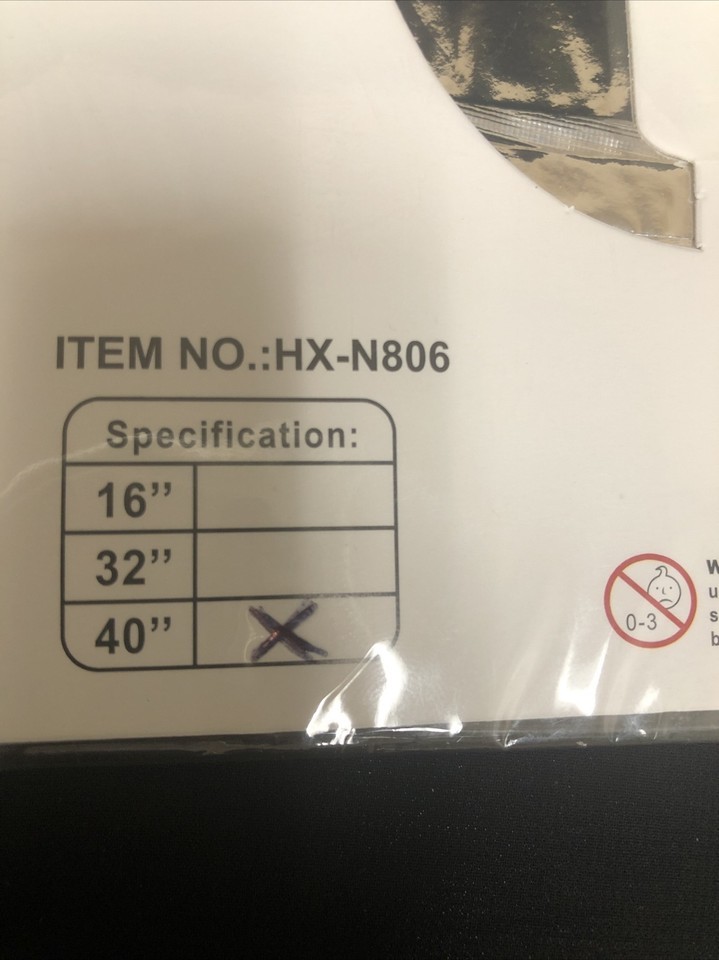 ITEM NO.:HX-N806
Specification:
16’’
32’’
40’’ X
0-3